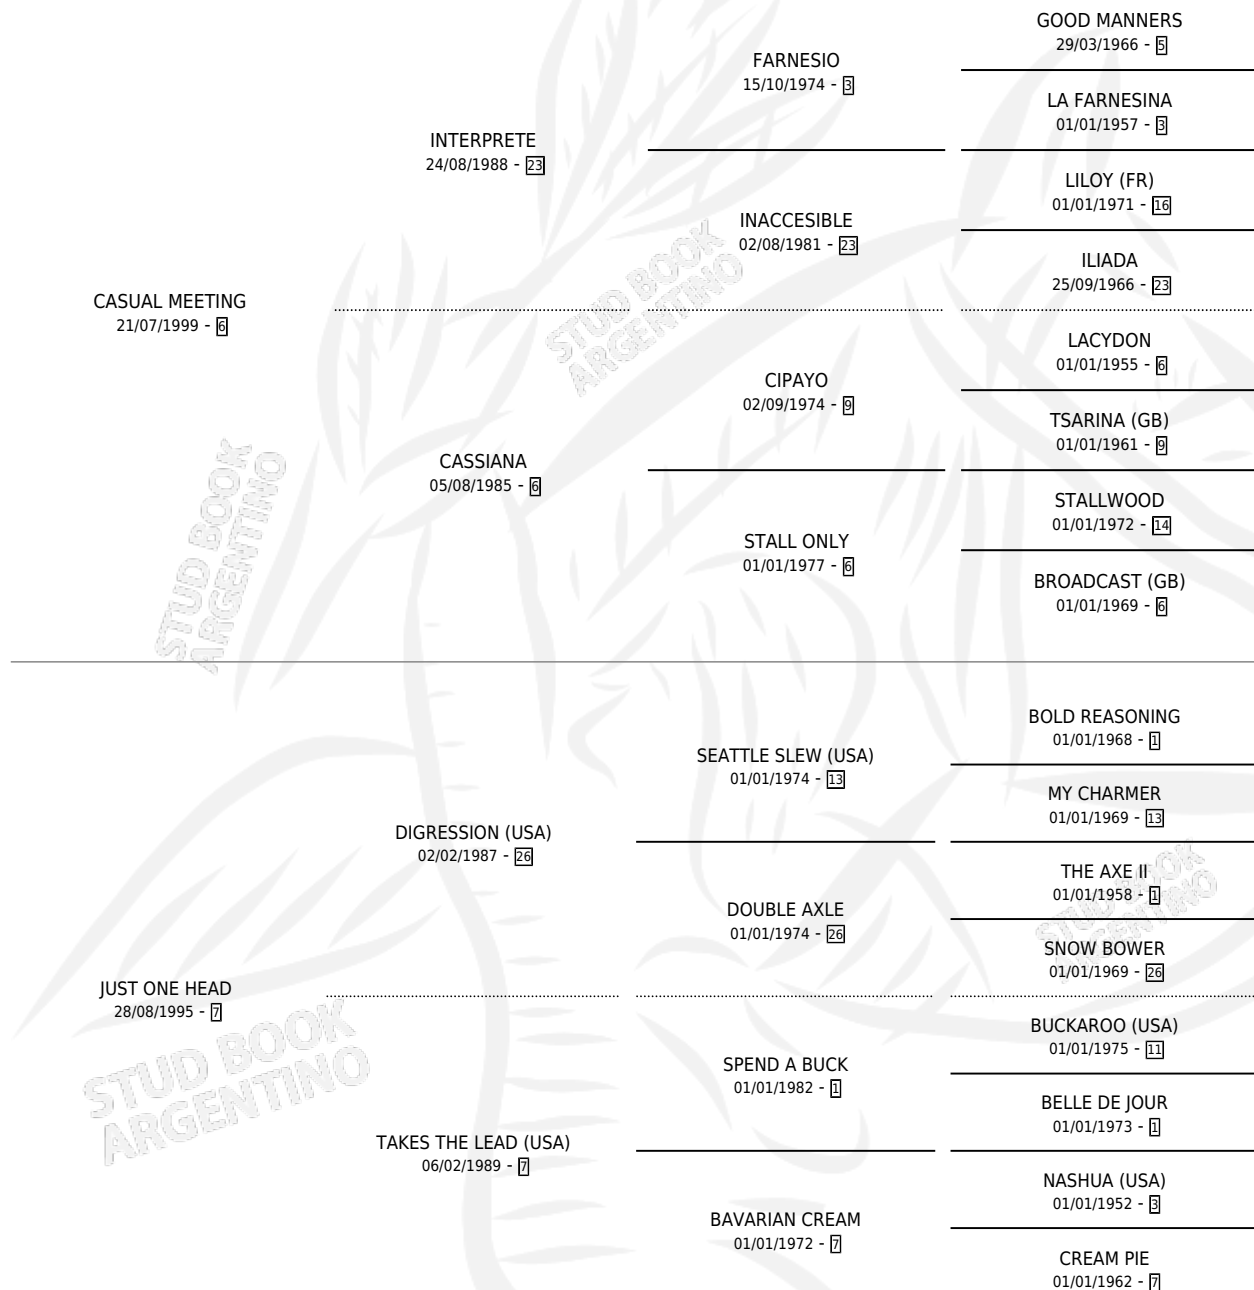 GOOD MANNERS
29/03/1966 - 5
FARNESIO
15/10/1974 - 3
LA FARNESINA
01/01/1957 - 3
INTERPRETE
24/08/1988 - 23
LILOY (FR)
01/01/1971 - 16
INACCESIBLE
02/08/1981 - 23
ILIADA
25/09/1966 - 23
CASUAL MEETING
21/07/1999 - 6
LACYDON
01/01/1955 - 6
CIPAYO
02/09/1974 - 9
TSARINA (GB)
01/01/1961 - 9
CASSIANA
05/08/1985 - 6
STALLWOOD
01/01/1972 - 14
STALL ONLY
01/01/1977 - 6
BROADCAST (GB)
01/01/1969 - 6
BOLD REASONING
01/01/1968 - 1
SEATTLE SLEW (USA)
01/01/1974 - 13
MY CHARMER
01/01/1969 - 13
DIGRESSION (USA)
02/02/1987 - 26
THE AXE II
01/01/1958 - 1
DOUBLE AXLE
01/01/1974 - 26
SNOW BOWER
01/01/1969 - 26
JUST ONE HEAD
28/08/1995 - 7
BUCKAROO (USA)
01/01/1975 - 11
SPEND A BUCK
01/01/1982 - 1
BELLE DE JOUR
01/01/1973 - 1
TAKES THE LEAD (USA)
06/02/1989 - 7
NASHUA (USA)
01/01/1952 - 3
BAVARIAN CREAM
01/01/1972 - 7
CREAM PIE
01/01/1962 - 7
STUD BOOK
ARGENTINO
STUD BOOK
ARGENTINO
STUD BOOK
ARGENTINO
STUD BOOK
ARGENTINO